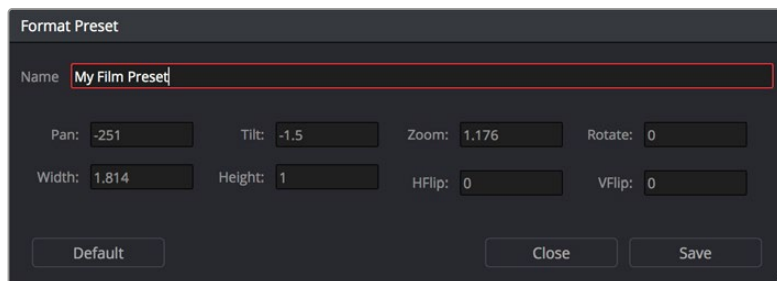 Format Preset
Name My Film Preset
Pan: -251 Tilt: -1.5 Zoom: 1.176 Rotate: 0
Width: 1.814 Height: 1 HFlip: 0 VFlip: 0
Default Close Save